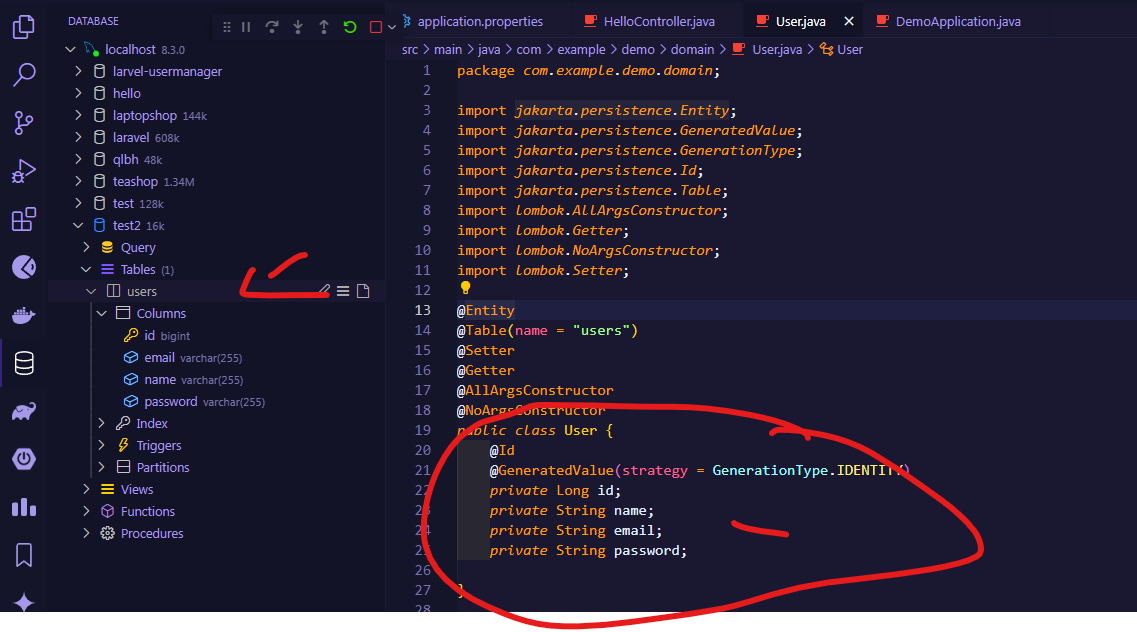 DATABASE
localhost 8.3.0
larvel-usermanager
hello
laptopshop 144k
laravel 608k
qlbh 48k
teashop 1.34M
test 128k
test2 16k
Query
Tables (1)
users
Columns
id bigint
email varchar(255)
name varchar(255)
password varchar(255)
Index
Triggers
Partitions
Views
Functions
Procedures
application.properties
HelloController.java
User.java
DemoApplication.java
src > main > java > com > example > demo > domain > User.java > User
1 package com.example.demo.domain;
2
3 import jakarta.persistence.Entity;
4 import jakarta.persistence.GeneratedValue;
5 import jakarta.persistence.GenerationType;
6 import jakarta.persistence.Id;
7 import jakarta.persistence.Table;
8 import lombok.AllArgsConstructor;
9 import lombok.Getter;
10 import lombok.NoArgsConstructor;
11 import lombok.Setter;
12
13 @Entity
14 @Table(name = "users")
15 @Setter
16 @Getter
17 @AllArgsConstructor
18 @NoArgsConstructor
19 public class User {
20 @Id
21 @GeneratedValue(strategy = GenerationType.IDENTITY)
22 private Long id;
23 private String name;
24 private String email;
25 private String password;
26
27 }
28